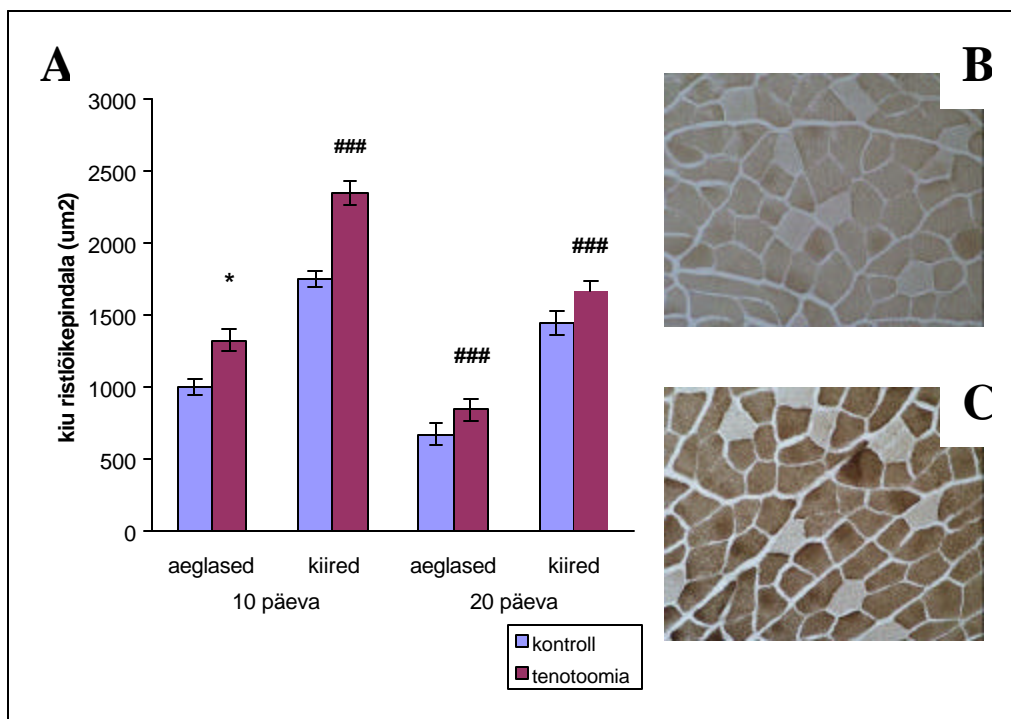 A
B
C
kiu ristlõikepindala (um2)
3000
2500
2000
1500
1000
500
0
*
###
###
###
aeglased kiired aeglased kiired
10 päeva 20 päeva
kontroll
tenotoomia